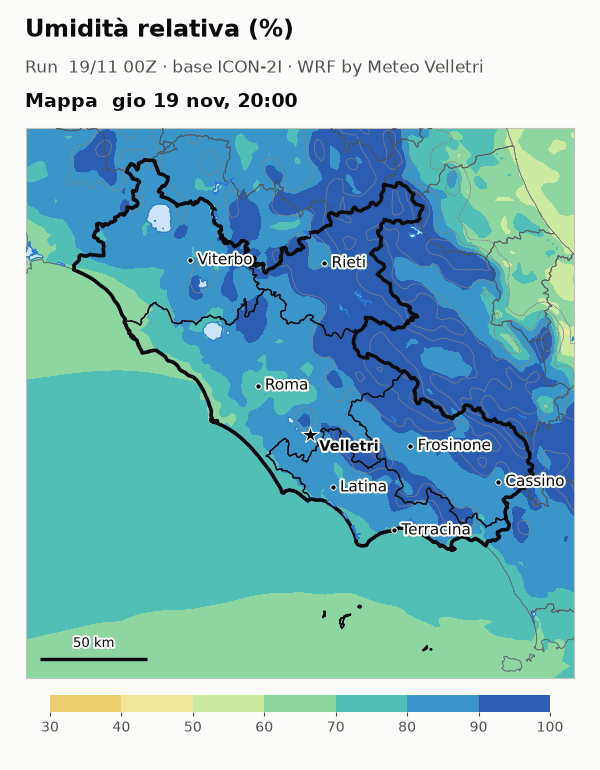 Umidità relativa (%)
Run 19/11 00Z · base ICON-2I · WRF by Meteo Velletri
Mappa gio 19 nov, 20:00
Viterbo
Rieti
Roma
Velletri
Frosinone
Cassino
Latina
Terracina
50 km
30 40 50 60 70 80 90 100